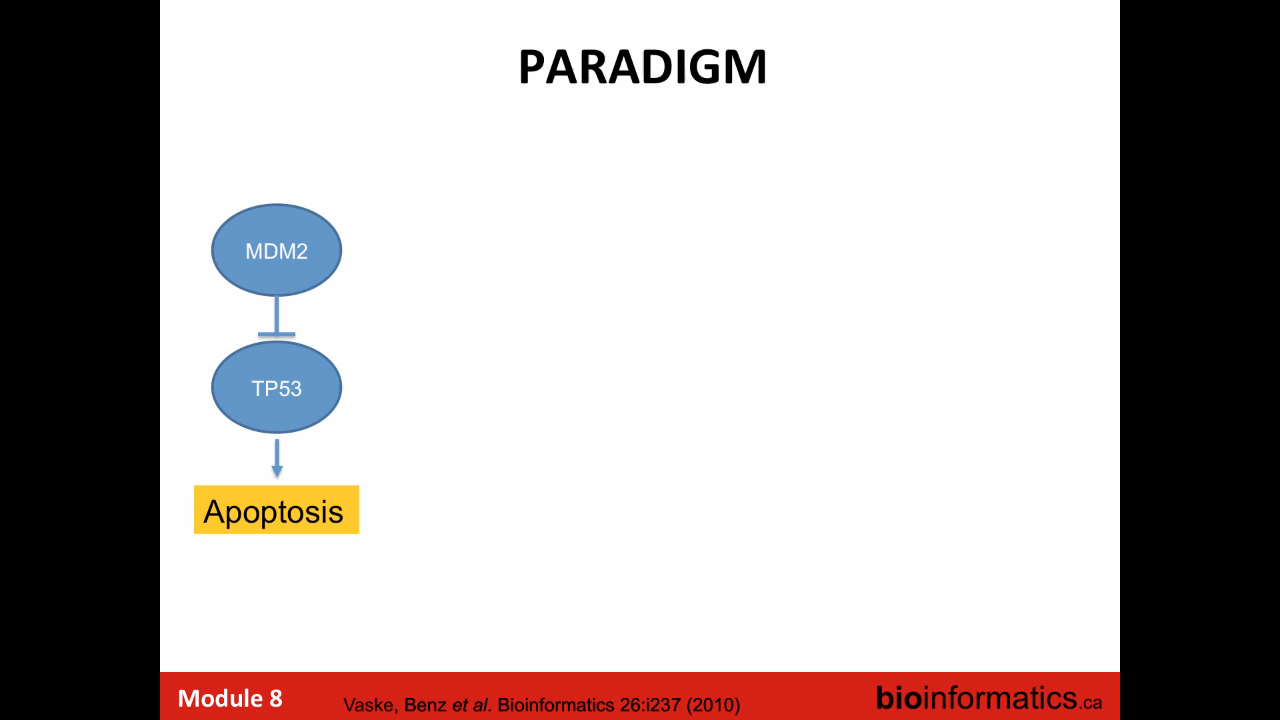 PARADIGM
MDM2
TP53
Apoptosis
Module 8
Vaske, Benz et al. Bioinformatics 26:i237 (2010)
bioinformatics.ca